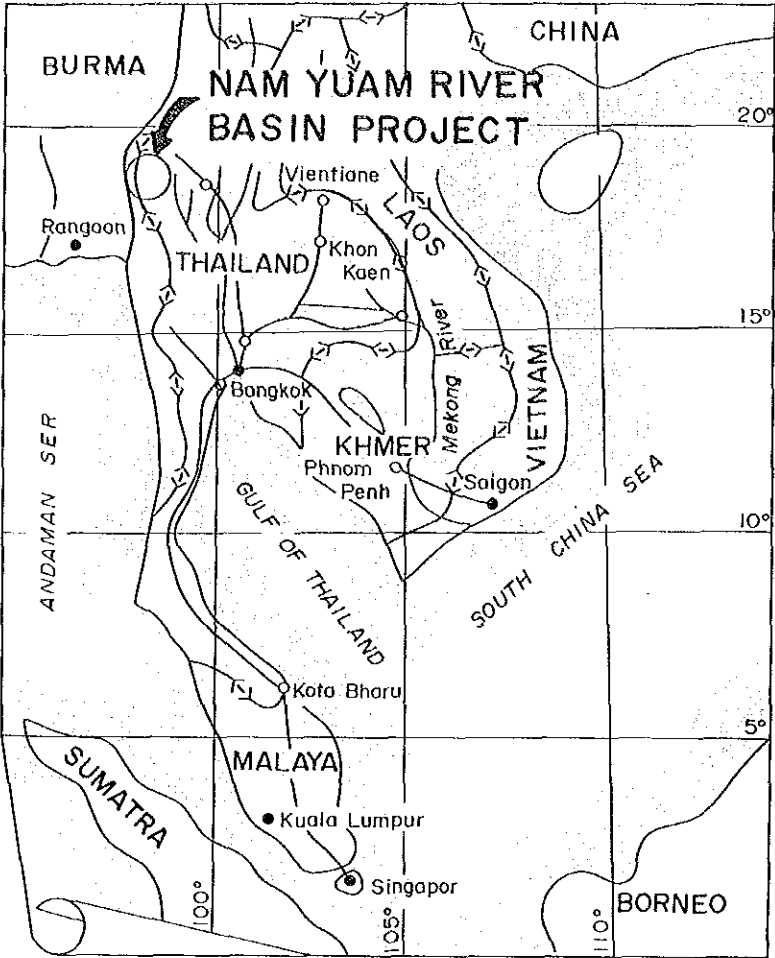 CHINA
BURMA
NAM YUAM RIVER
BASIN PROJECT
20°
Vientiane
LAOS
Rangoon
THAILAND
Khon
Kaen
15°
Mekong River
VIETNAM
Bangkok
ANDAMAN SER
KHMER
Phnom
Penh
Saigon
GULF OF THAILAND
SOUTH CHINA SEA
10°
Kota Bharu
5°
MALAYA
SUMATRA
Kuala Lumpur
Singapor
BORNEO
100°
105°
110°